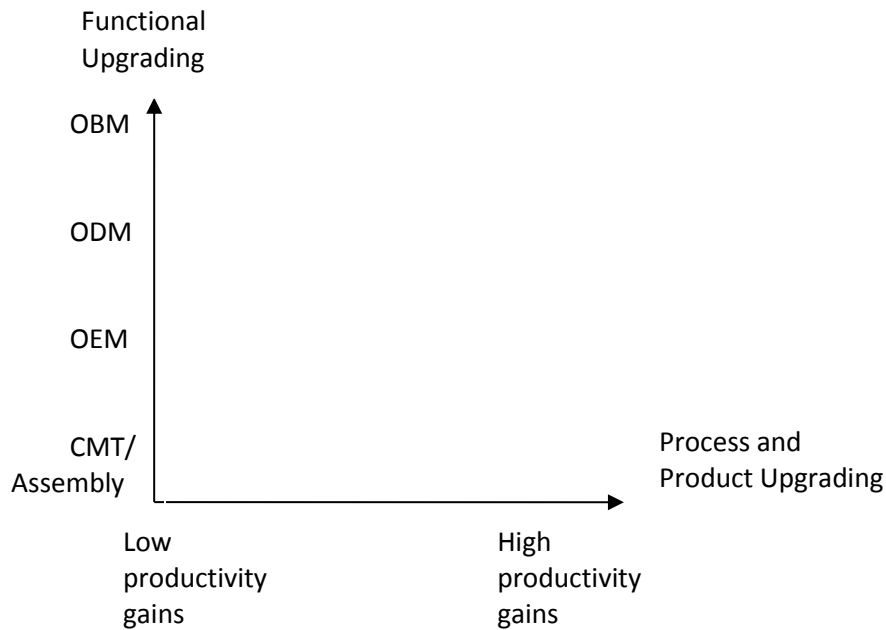 Functional
Upgrading
OBM
ODM
OEM
CMT/
Assembly
Process and
Product Upgrading
Low
productivity
gains
High
productivity
gains